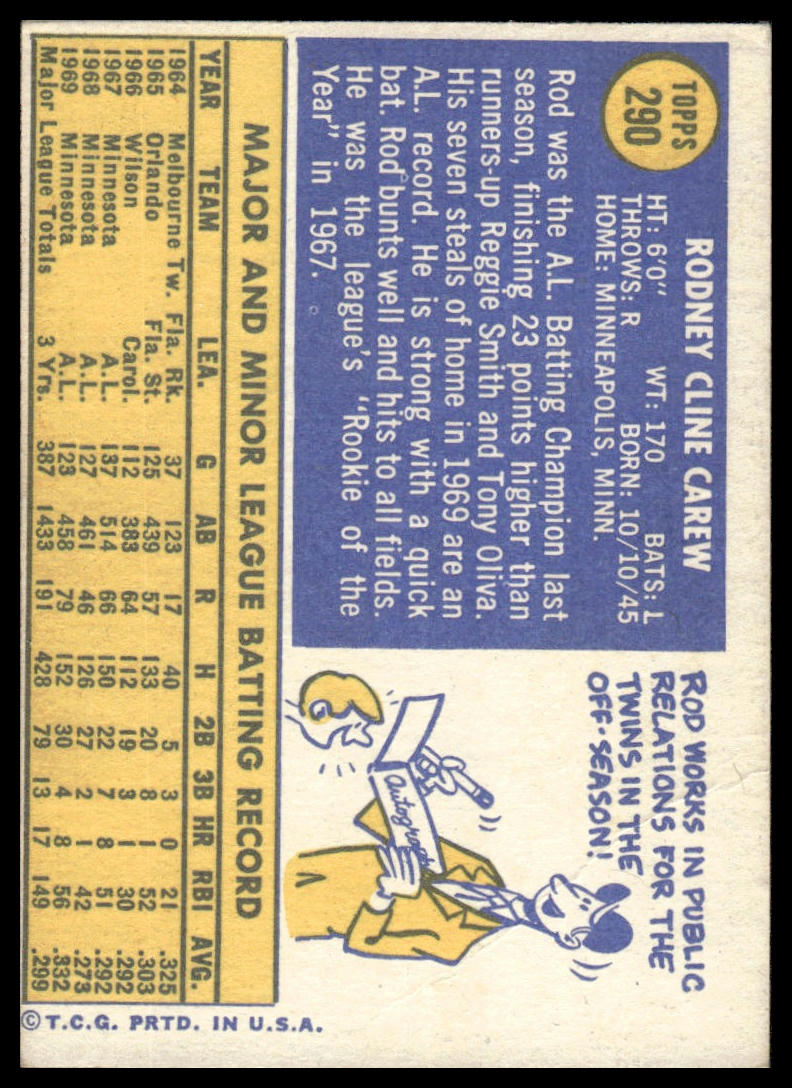 TOPPS
290
RODNEY CLINE CAREW
HT: 6'0" WT: 170 BATS: L
THROWS: R BORN: 10/10/45
HOME: MINNEAPOLIS, MINN.
Rod was the A.L. Batting Champion last
season, finishing 23 points higher than
runners-up Reggie Smith and Tony Oliva.
His seven steals of home in 1969 are an
A.L. record. He is strong with a quick
bat. Rod bunts well and hits to all fields.
He was the league's "Rookie of the
Year" in 1967.
ROD WORKS IN PUBLIC
RELATIONS FOR THE
TWINS IN THE
OFF-SEASON!
Autograph
MAJOR AND MINOR LEAGUE BATTING RECORD
YEAR TEAM LEA. G AB R H 2B 3B HR RBI AVG.
1964 Melbourne Tw. Fla. Rk. 37 123 17 40 5 3 0 21 .325
1965 Orlando Fla. St. 125 439 57 133 20 8 1 52 .303
1966 Wilson Carol. 112 383 64 112 19 3 1 30 .292
1967 Minnesota A.L. 137 514 66 150 22 7 8 51 .292
1968 Minnesota A.L. 127 461 46 126 27 2 1 42 .273
1969 Minnesota A.L. 123 458 79 152 30 4 8 56 .332
Major League Totals 3 Yrs. 387 1433 191 428 79 13 17 149 .299
© T.C.G. PRTD. IN U.S.A.